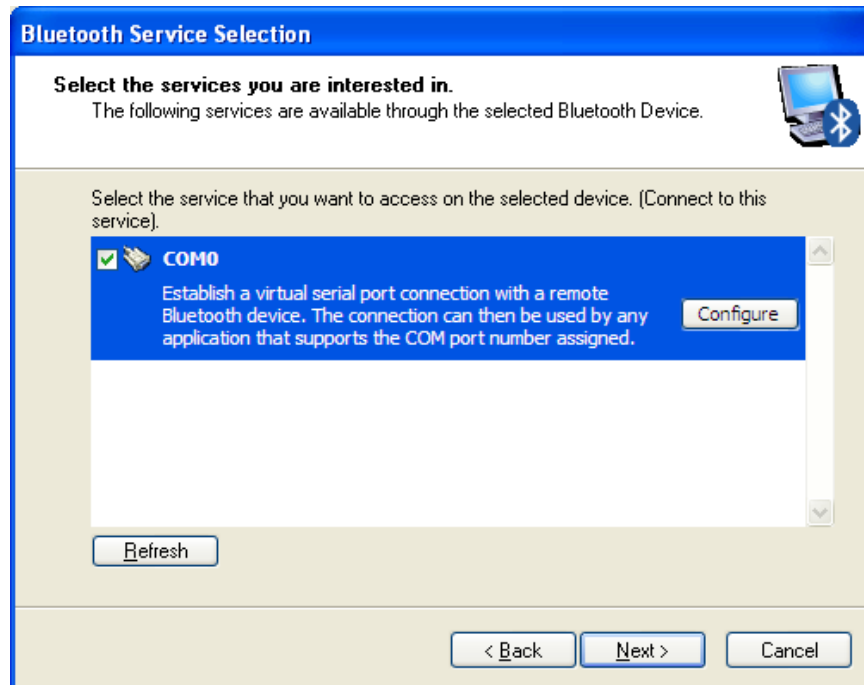 Bluetooth Service Selection
Select the services you are interested in.
The following services are available through the selected Bluetooth Device.
Select the service that you want to access on the selected device. (Connect to this
service).
COM0
Establish a virtual serial port connection with a remote
Bluetooth device. The connection can then be used by any
application that supports the COM port number assigned.
Configure
Refresh
< Back
Next >
Cancel